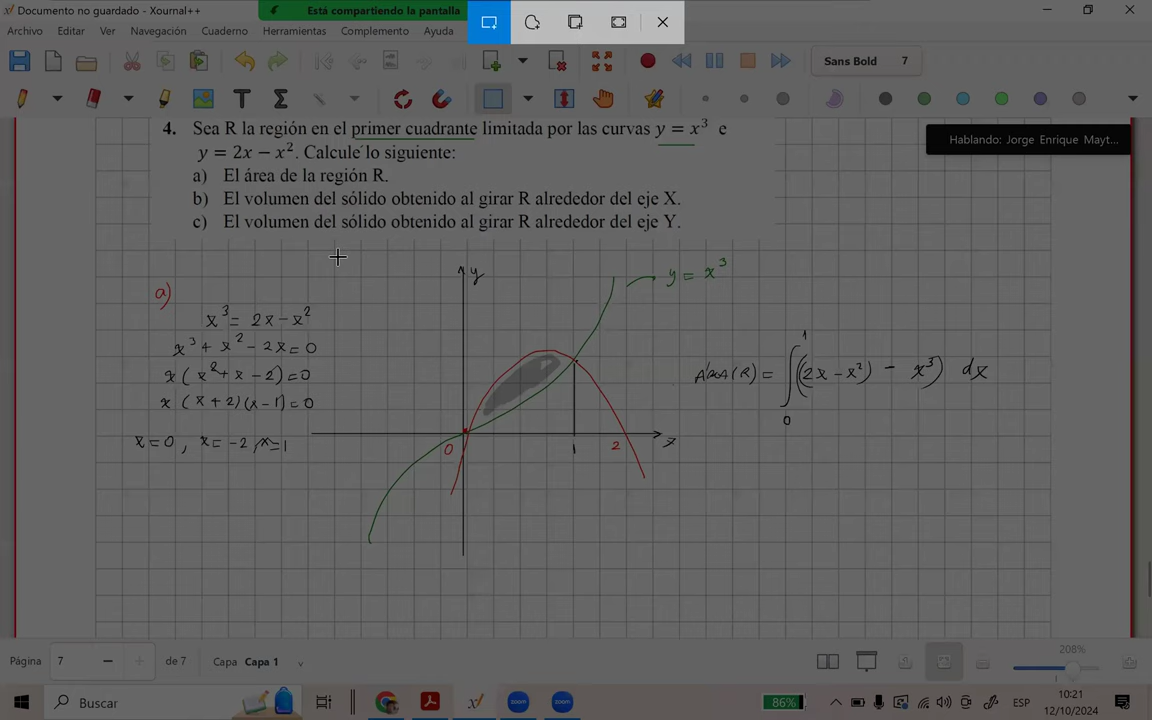 Documento no guardado - Xournal++
Está compartiendo la pantalla
Archivo Editar Ver Navegación Cuaderno Herramientas Complemento Ayuda
Sans Bold 7
Hablando: Jorge Enrique Mayt...
4. Sea R la región en el primer cuadrante limitada por las curvas y = x³ e
y = 2x − x². Calcule lo siguiente:
a) El área de la región R.
b) El volumen del sólido obtenido al girar R alrededor del eje X.
c) El volumen del sólido obtenido al girar R alrededor del eje Y.
a)
x³ = 2x − x²
x³ + x² − 2x = 0
x(x² + x − 2) = 0
x(x + 2)(x − 1) = 0
x = 0, x = −2, x = 1
y
y = x³
0 1 2 x
∫₀¹ ((2x − x²) − x³) dx
Página 7 de 7 Capa Capa 1
208%
Buscar
86%
ESP
10:21
12/10/2024